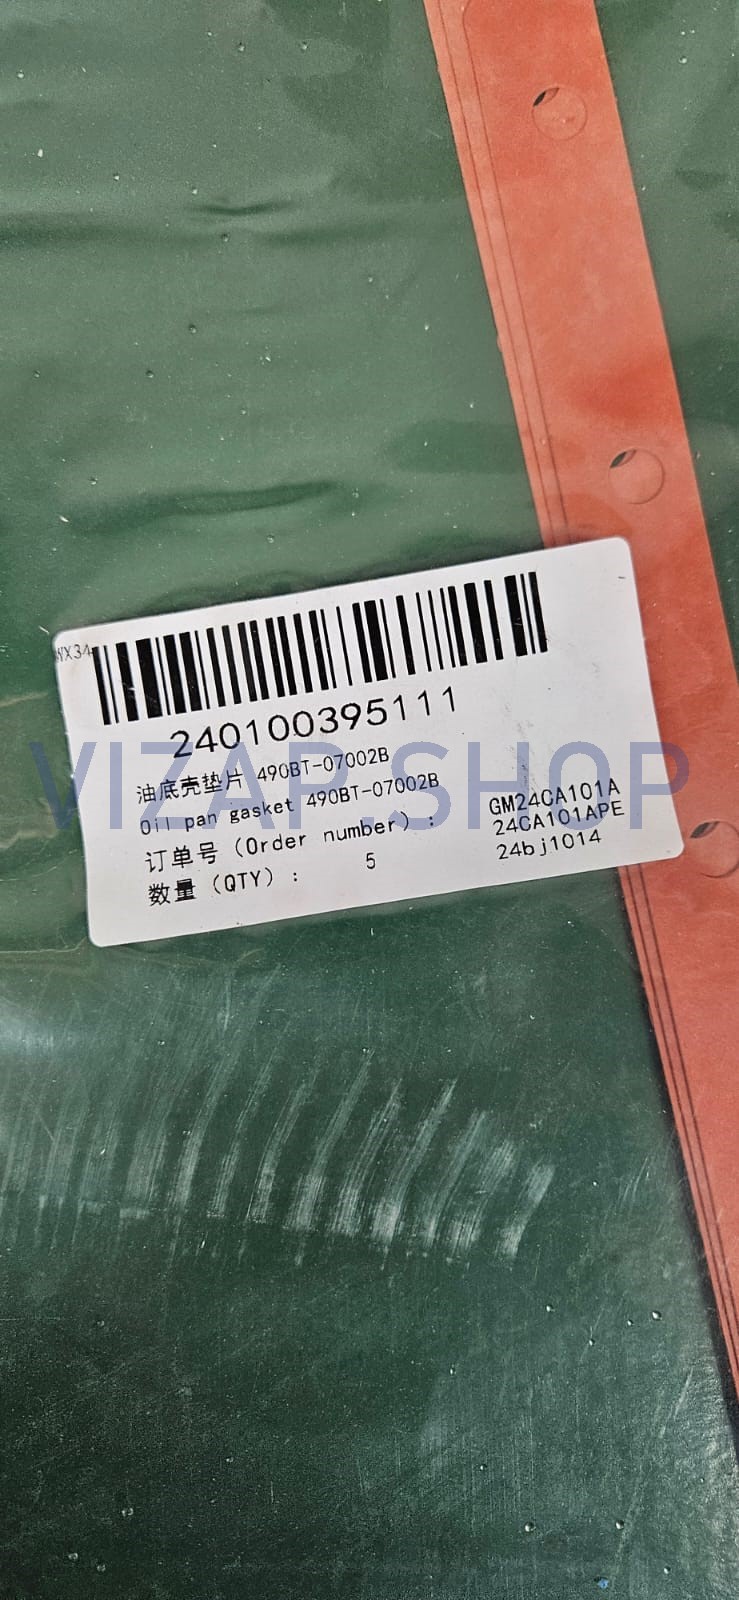 WX34
240100395111
油底壳垫片 490BT-07002B
Oil pan gasket 490BT-07002B
订单号（Order number）： GM24CA101A
24CA101APE
数量（QTY）： 5 24bj1014
VIZAP.SHOP